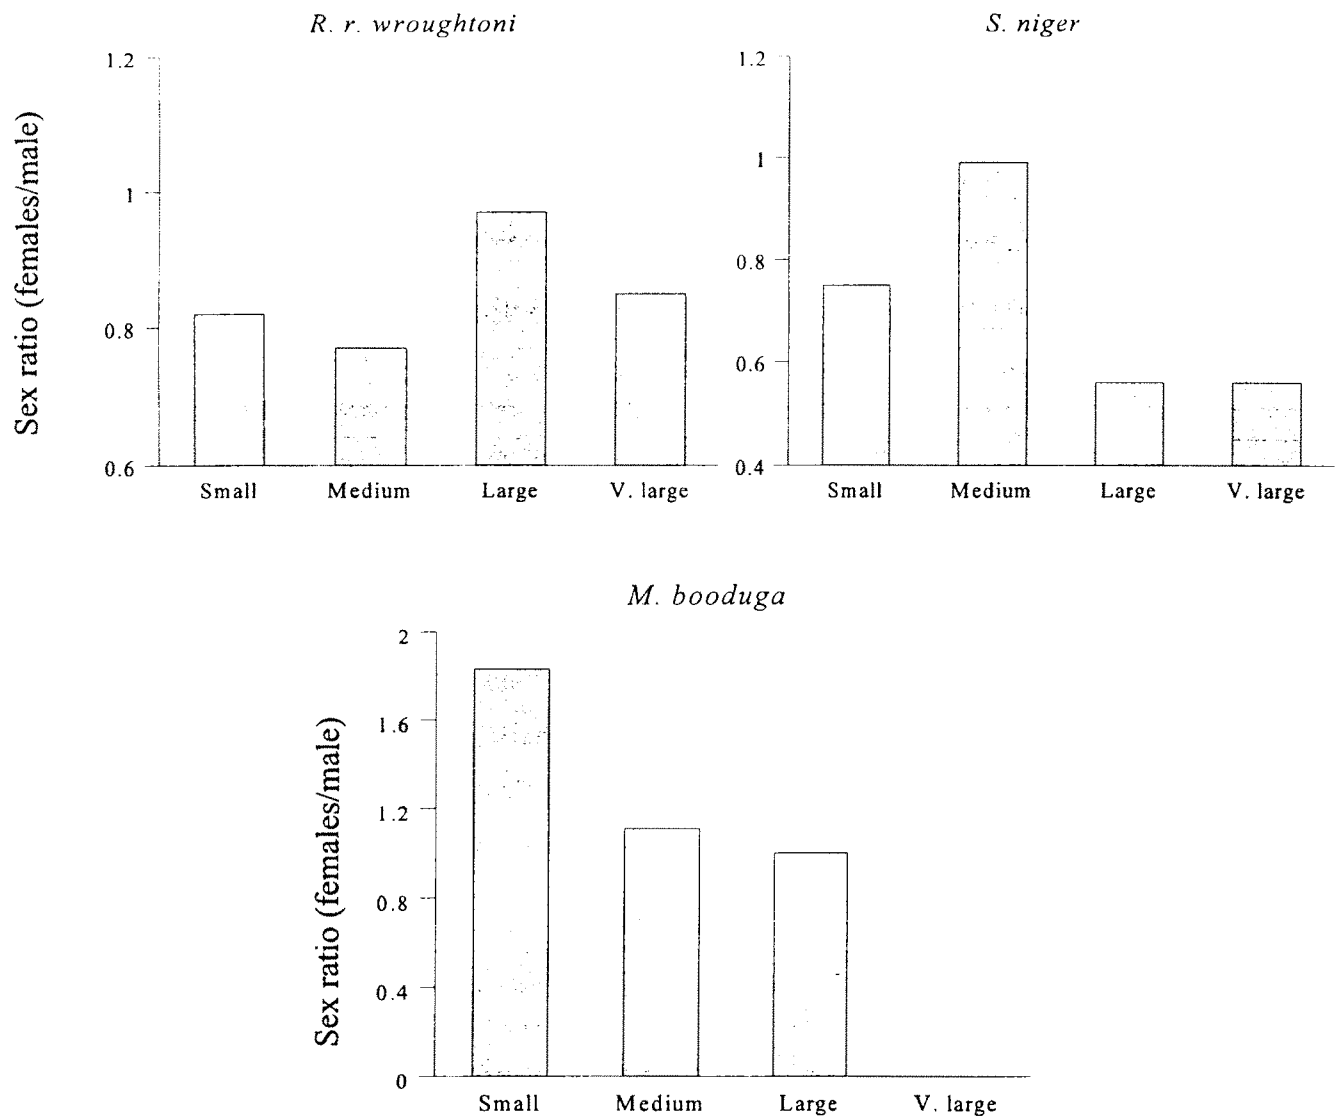 R. r. wroughtoni
S. niger
Sex ratio (females/male)
1.2
1
0.8
0.6
Small Medium Large V. large
1.2
1
0.8
0.6
0.4
Small Medium Large V. large
M. booduga
Sex ratio (females/male)
2
1.6
1.2
0.8
0.4
0
Small Medium Large V. large